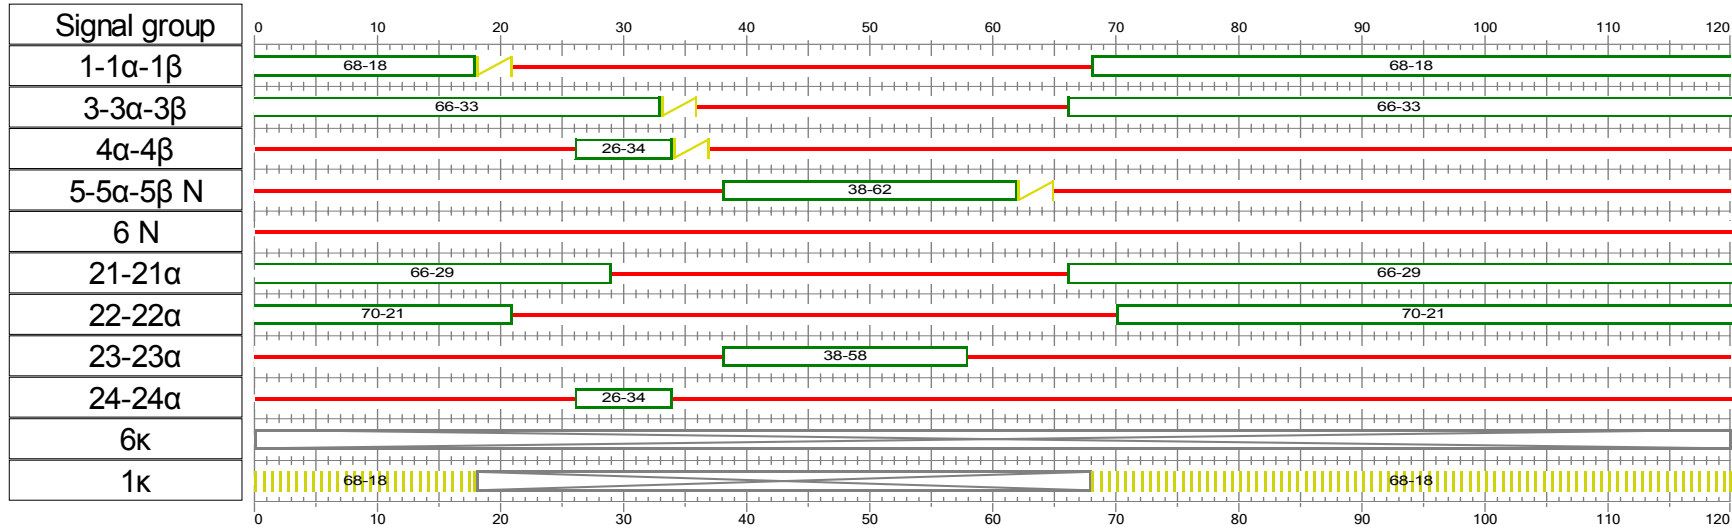 Signal group 0 10 20 30 40 50 60 70 80 90 100 110 120
1-1α-1β 68-18 68-18
3-3α-3β 66-33 66-33
4α-4β 26-34
5-5α-5β N 38-62
6 N
21-21α 66-29 66-29
22-22α 70-21 70-21
23-23α 38-58
24-24α 26-34
6κ
1κ 68-18 68-18
0 10 20 30 40 50 60 70 80 90 100 110 120